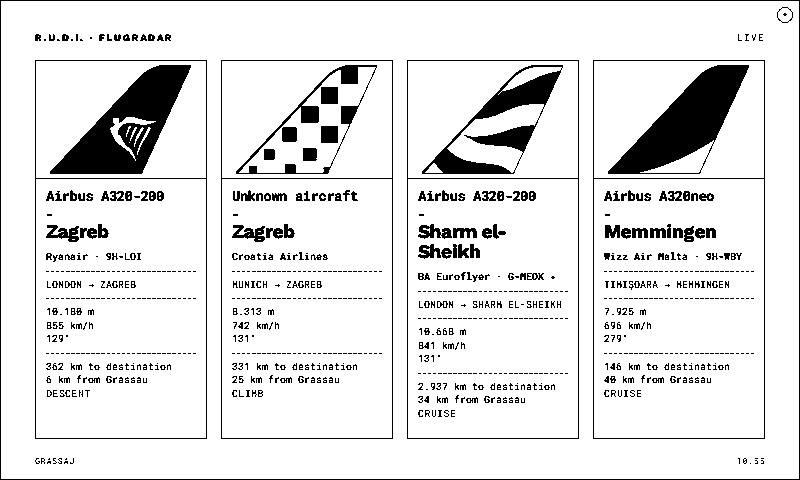 R.U.D.I. · FLUGRADAR
LIVE
Airbus A320-200
-
Zagreb
Ryanair · 9H-LOI
LONDON → ZAGREB
10.180 m
855 km/h
129°
362 km to destination
6 km from Grassau
DESCENT
Unknown aircraft
-
Zagreb
Croatia Airlines
MUNICH → ZAGREB
8.313 m
742 km/h
131°
331 km to destination
25 km from Grassau
CLIMB
Airbus A320-200
-
Sharm el-
Sheikh
BA Euroflyer · G-MEDK ✦
LONDON → SHARM EL-SHEIKH
10.668 m
841 km/h
131°
2.937 km to destination
34 km from Grassau
CRUISE
Airbus A320neo
-
Memmingen
Wizz Air Malta · 9H-WBY
TIMIŞOARA → MEMMINGEN
7.925 m
696 km/h
279°
146 km to destination
40 km from Grassau
CRUISE
GRASSAU
10.55